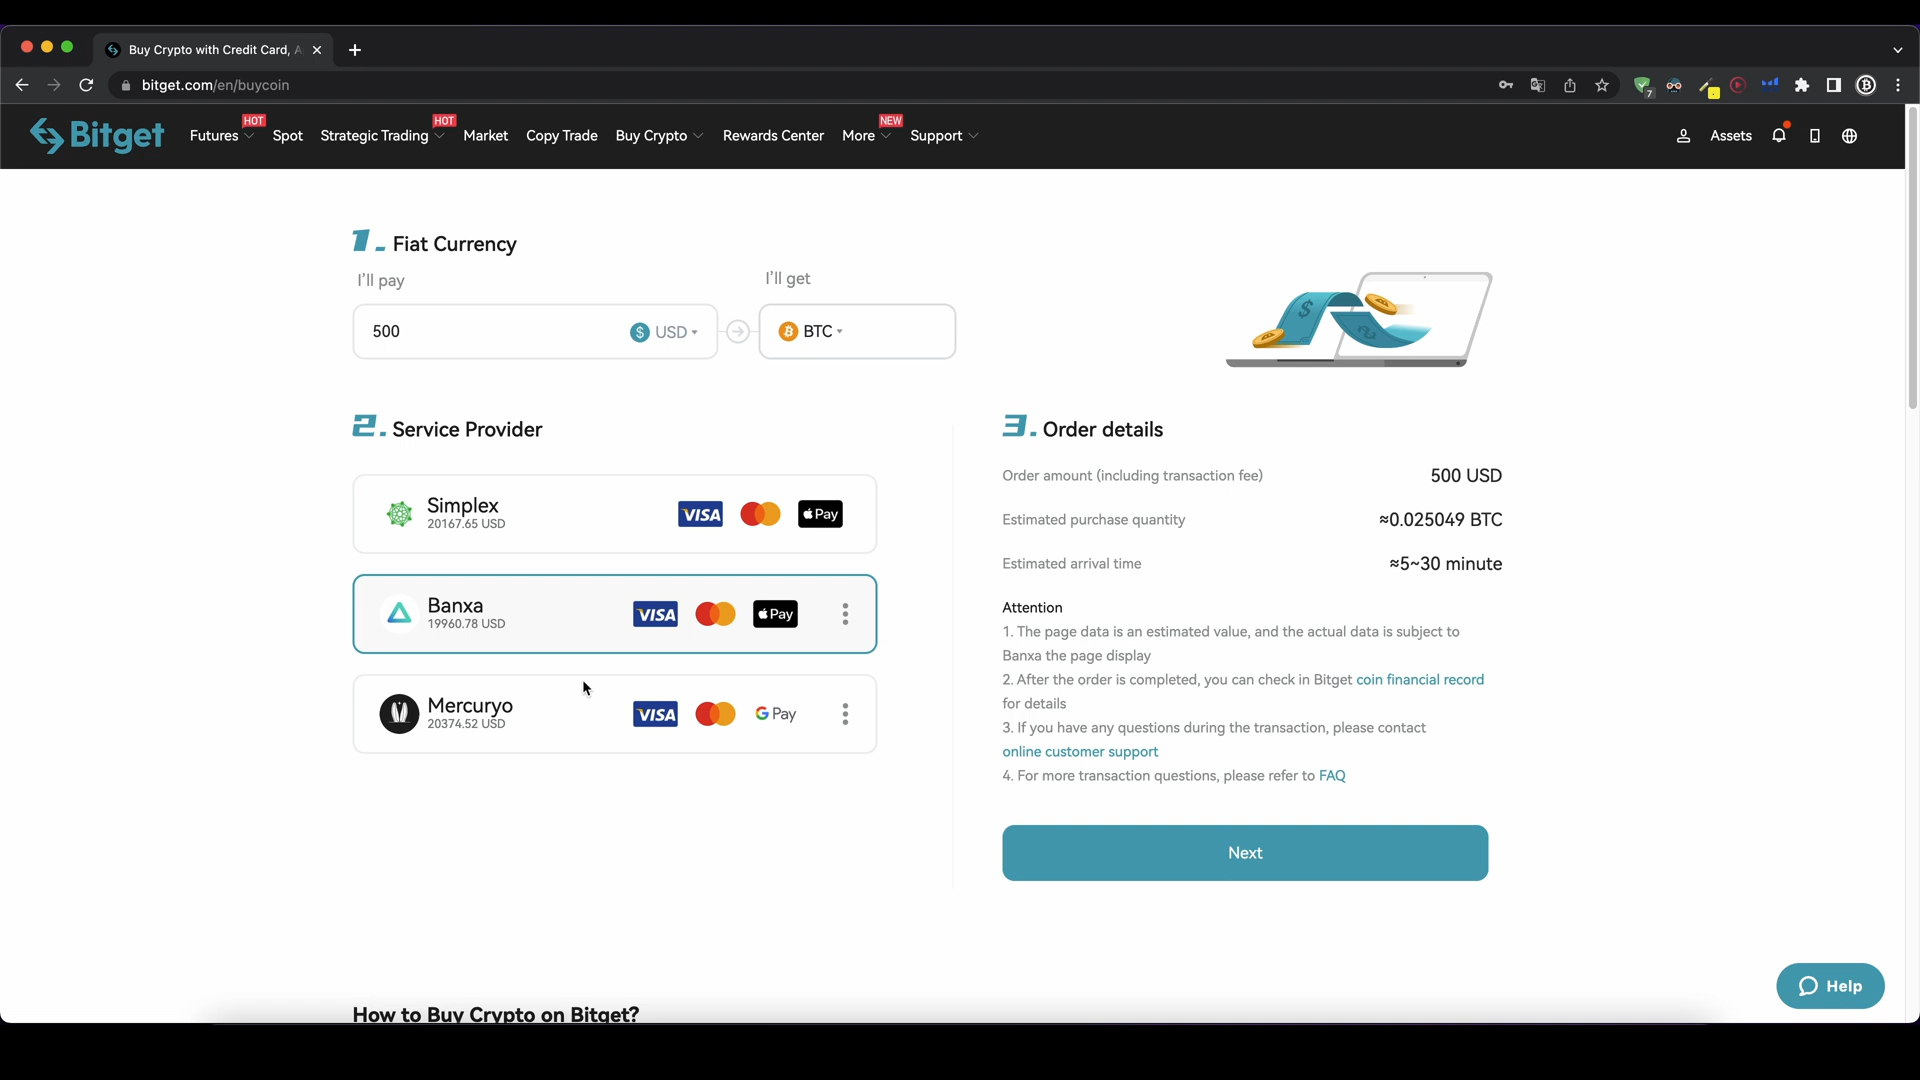 Buy Crypto with Credit Card, A
bitget.com/en/buycoin
7
Bitget
Futures HOT Spot Strategic Trading HOT Market Copy Trade Buy Crypto Rewards Center More NEW Support Assets
1. Fiat Currency
I'll pay
I'll get
500 $ USD
BTC
$
2. Service Provider
Simplex
20167.65 USD
VISA Pay
Banxa
19960.78 USD
VISA Pay
Mercuryo
20374.52 USD
VISA G Pay
3. Order details
Order amount (including transaction fee) 500 USD
Estimated purchase quantity ≈0.025049 BTC
Estimated arrival time ≈5~30 minute
Attention
1. The page data is an estimated value, and the actual data is subject to
Banxa the page display
2. After the order is completed, you can check in Bitget coin financial record
for details
3. If you have any questions during the transaction, please contact
online customer support
4. For more transaction questions, please refer to FAQ
Next
Help
How to Buy Crypto on Bitget?